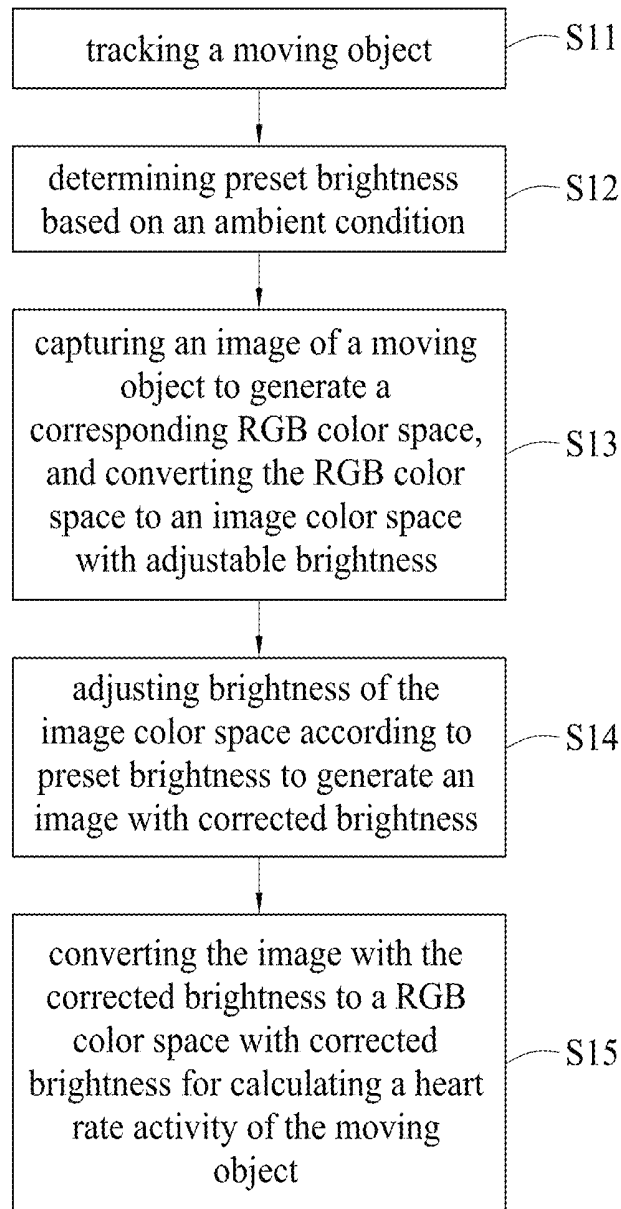 tracking a moving object
S11
determining preset brightness
based on an ambient condition
S12
capturing an image of a moving
object to generate a
corresponding RGB color space,
and converting the RGB color
space to an image color space
with adjustable brightness
S13
adjusting brightness of the
image color space according to
preset brightness to generate an
image with corrected brightness
S14
converting the image with the
corrected brightness to a RGB
color space with corrected
brightness for calculating a heart
rate activity of the moving
object
S15